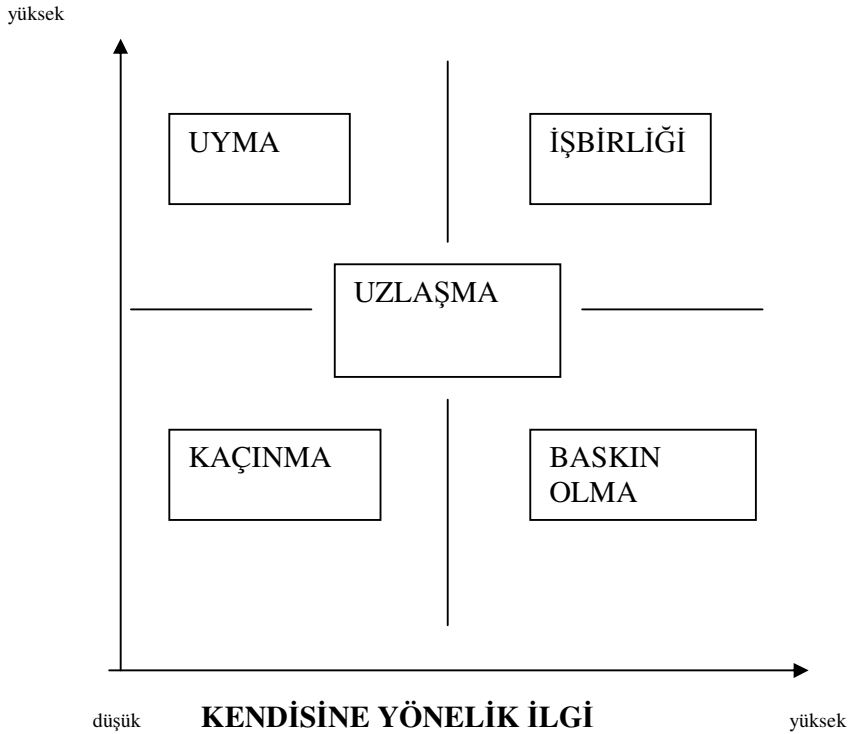 yüksek
UYMA
İŞBİRLİĞİ
UZLAŞMA
KAÇINMA
BASKIN
OLMA
düşük KENDİSİNE YÖNELİK İLGİ yüksek